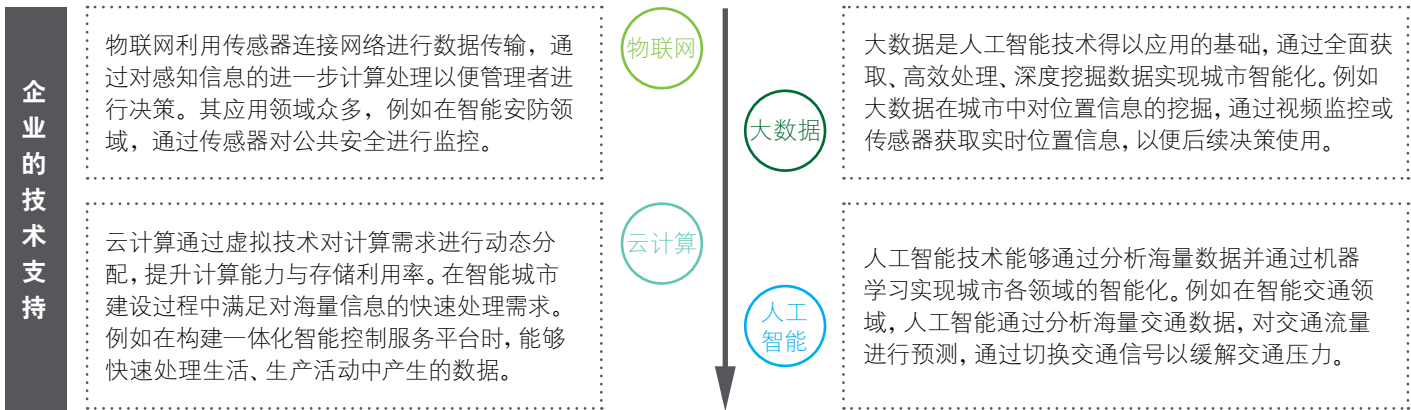 企业的技术支持
物联网利用传感器连接网络进行数据传输，通
过对感知信息的进一步计算处理以便管理者进
行决策。其应用领域众多，例如在智能安防领
域，通过传感器对公共安全进行监控。
物联网
大数据
大数据是人工智能技术得以应用的基础，通过全面获
取、高效处理、深度挖掘数据实现城市智能化。例如
大数据在城市中对位置信息的挖掘，通过视频监控或
传感器获取实时位置信息，以便后续决策使用。
云计算通过虚拟技术对计算需求进行动态分
配，提升计算能力与存储利用率。在智能城市
建设过程中满足对海量信息的快速处理需求。
例如在构建一体化智能控制服务平台时，能够
快速处理生活、生产活动中产生的数据。
云计算
人工
智能
人工智能技术能够通过分析海量数据并通过机器
学习实现城市各领域的智能化。例如在智能交通领
域，人工智能通过分析海量交通数据，对交通流量
进行预测，通过切换交通信号以缓解交通压力。